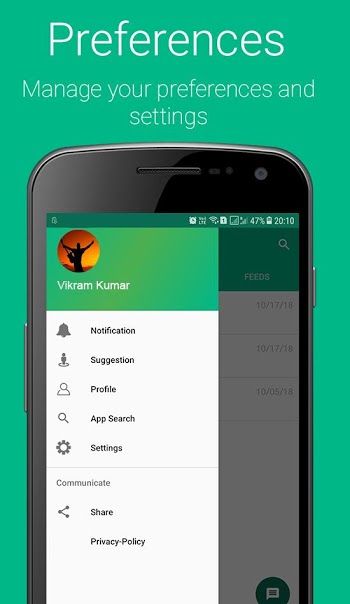 Preferences
Manage your preferences and
settings
47% 20:10
Vikram Kumar
FEEDS
10/17/18
Notification
10/17/18
Suggestion
Profile
10/05/18
App Search
Settings
Communicate
Share
Privacy-Policy